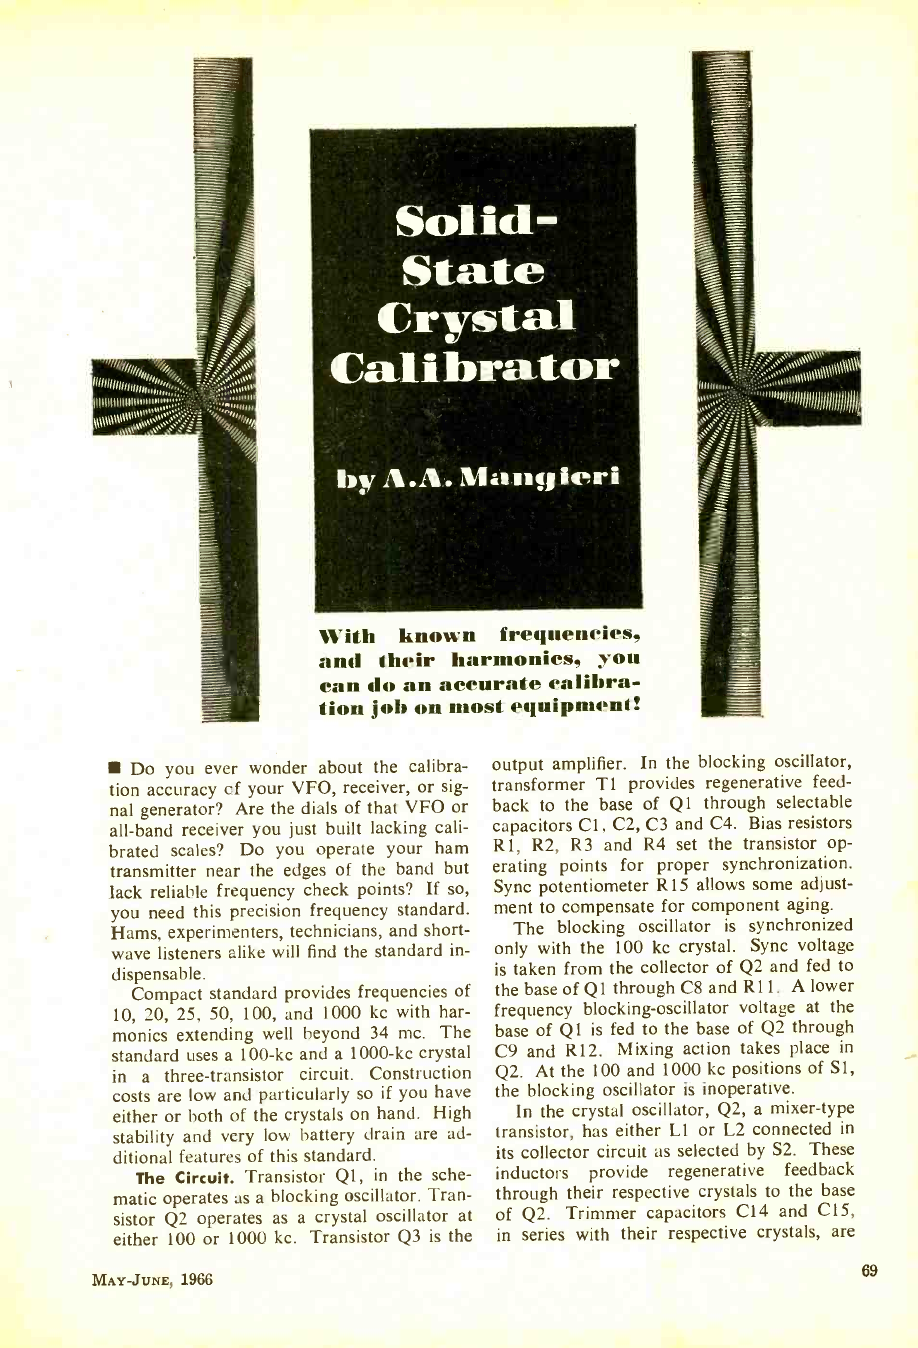 Solid-
State
Crystal
Calibrator
by A.A. Mangieri
With known frequencies,
and their harmonics, you
can do an accurate calibra-
tion job on most equipment!
■ Do you ever wonder about the calibra-
tion accuracy of your VFO, receiver, or sig-
nal generator? Are the dials of that VFO or
all-band receiver you just built lacking cali-
brated scales? Do you operate your ham
transmitter near the edges of the band but
lack reliable frequency check points? If so,
you need this precision frequency standard.
Hams, experimenters, technicians, and short-
wave listeners alike will find the standard in-
dispensable.
Compact standard provides frequencies of
10, 20, 25, 50, 100, and 1000 kc with har-
monics extending well beyond 34 mc. The
standard uses a 100-kc and a 1000-kc crystal
in a three-transistor circuit. Construction
costs are low and particularly so if you have
either or both of the crystals on hand. High
stability and very low battery drain are ad-
ditional features of this standard.
The Circuit. Transistor Q1, in the sche-
matic operates as a blocking oscillator. Tran-
sistor Q2 operates as a crystal oscillator at
either 100 or 1000 kc. Transistor Q3 is the
output amplifier. In the blocking oscillator,
transformer T1 provides regenerative feed-
back to the base of Q1 through selectable
capacitors C1, C2, C3 and C4. Bias resistors
R1, R2, R3 and R4 set the transistor op-
erating points for proper synchronization.
Sync potentiometer R15 allows some adjust-
ment to compensate for component aging.
The blocking oscillator is synchronized
only with the 100 kc crystal. Sync voltage
is taken from the collector of Q2 and fed to
the base of Q1 through C8 and R11. A lower
frequency blocking-oscillator voltage at the
base of Q1 is fed to the base of Q2 through
C9 and R12. Mixing action takes place in
Q2. At the 100 and 1000 kc positions of S1,
the blocking oscillator is inoperative.
In the crystal oscillator, Q2, a mixer-type
transistor, has either L1 or L2 connected in
its collector circuit as selected by S2. These
inductors provide regenerative feedback
through their respective crystals to the base
of Q2. Trimmer capacitors C14 and C15,
in series with their respective crystals, are
MAY-JUNE, 1966
69